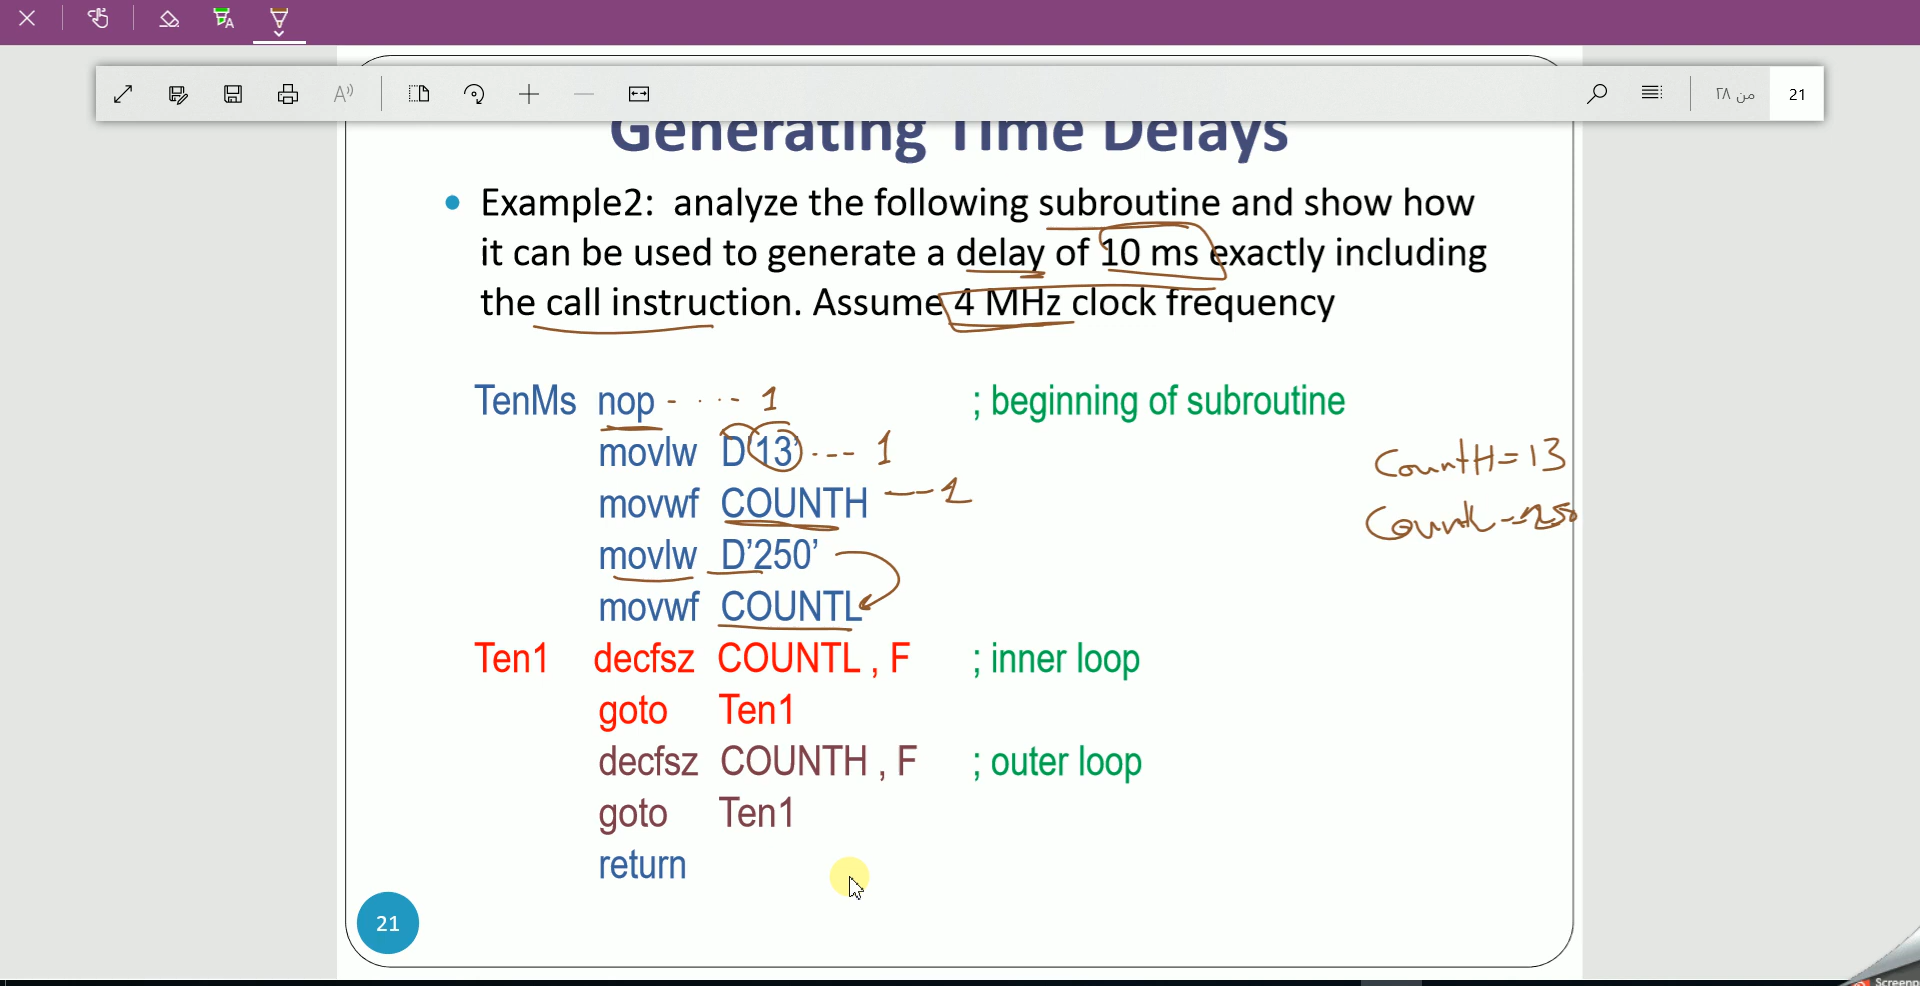 من ٢٨ 21
Generating Time Delays
• Example2: analyze the following subroutine and show how
it can be used to generate a delay of 10 ms exactly including
the call instruction. Assume 4 MHz clock frequency
TenMs nop - · · - 1 ; beginning of subroutine
movlw D'13' --- 1
movwf COUNTH --- 1
CountH = 13
movlw D'250'
movwf COUNTL
Ten1 decfsz COUNTL , F ; inner loop
goto Ten1
decfsz COUNTH , F ; outer loop
goto Ten1
return
21